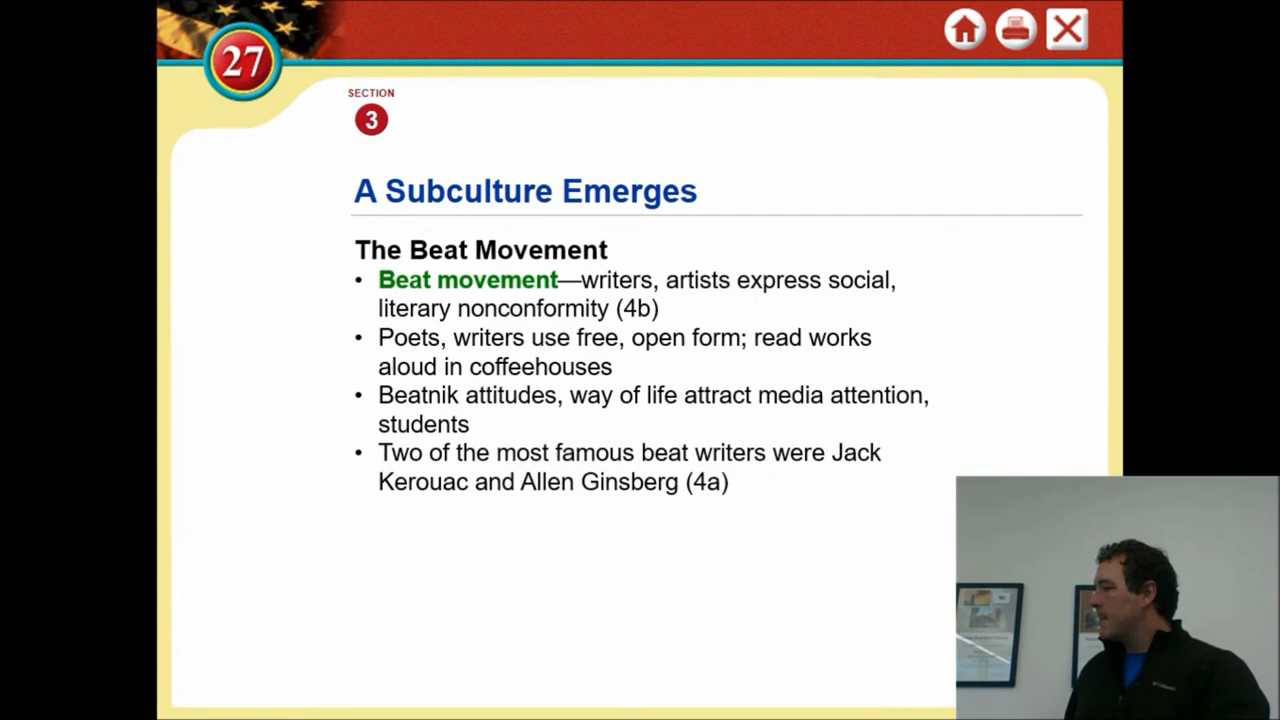 27
SECTION
3
A Subculture Emerges
The Beat Movement
• Beat movement—writers, artists express social,
literary nonconformity (4b)
• Poets, writers use free, open form; read works
aloud in coffeehouses
• Beatnik attitudes, way of life attract media attention,
students
• Two of the most famous beat writers were Jack
Kerouac and Allen Ginsberg (4a)